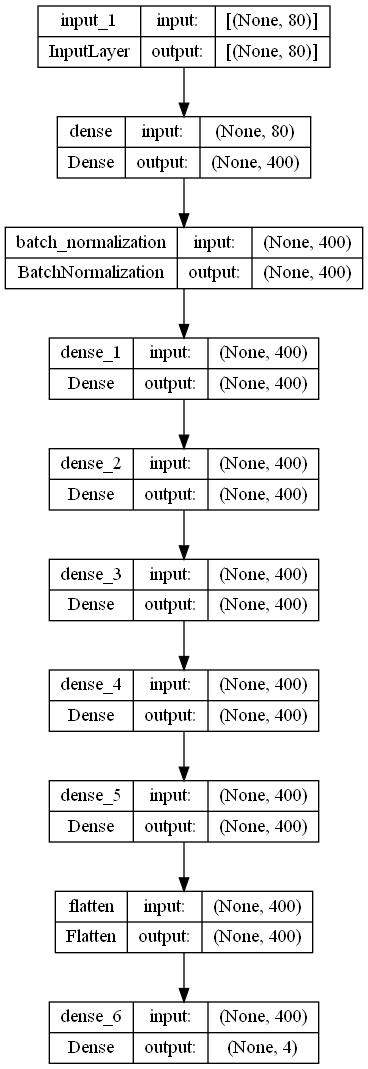 input_1 input: [(None, 80)]
InputLayer output: [(None, 80)]
dense input: (None, 80)
Dense output: (None, 400)
batch_normalization input: (None, 400)
BatchNormalization output: (None, 400)
dense_1 input: (None, 400)
Dense output: (None, 400)
dense_2 input: (None, 400)
Dense output: (None, 400)
dense_3 input: (None, 400)
Dense output: (None, 400)
dense_4 input: (None, 400)
Dense output: (None, 400)
dense_5 input: (None, 400)
Dense output: (None, 400)
flatten input: (None, 400)
Flatten output: (None, 400)
dense_6 input: (None, 400)
Dense output: (None, 4)